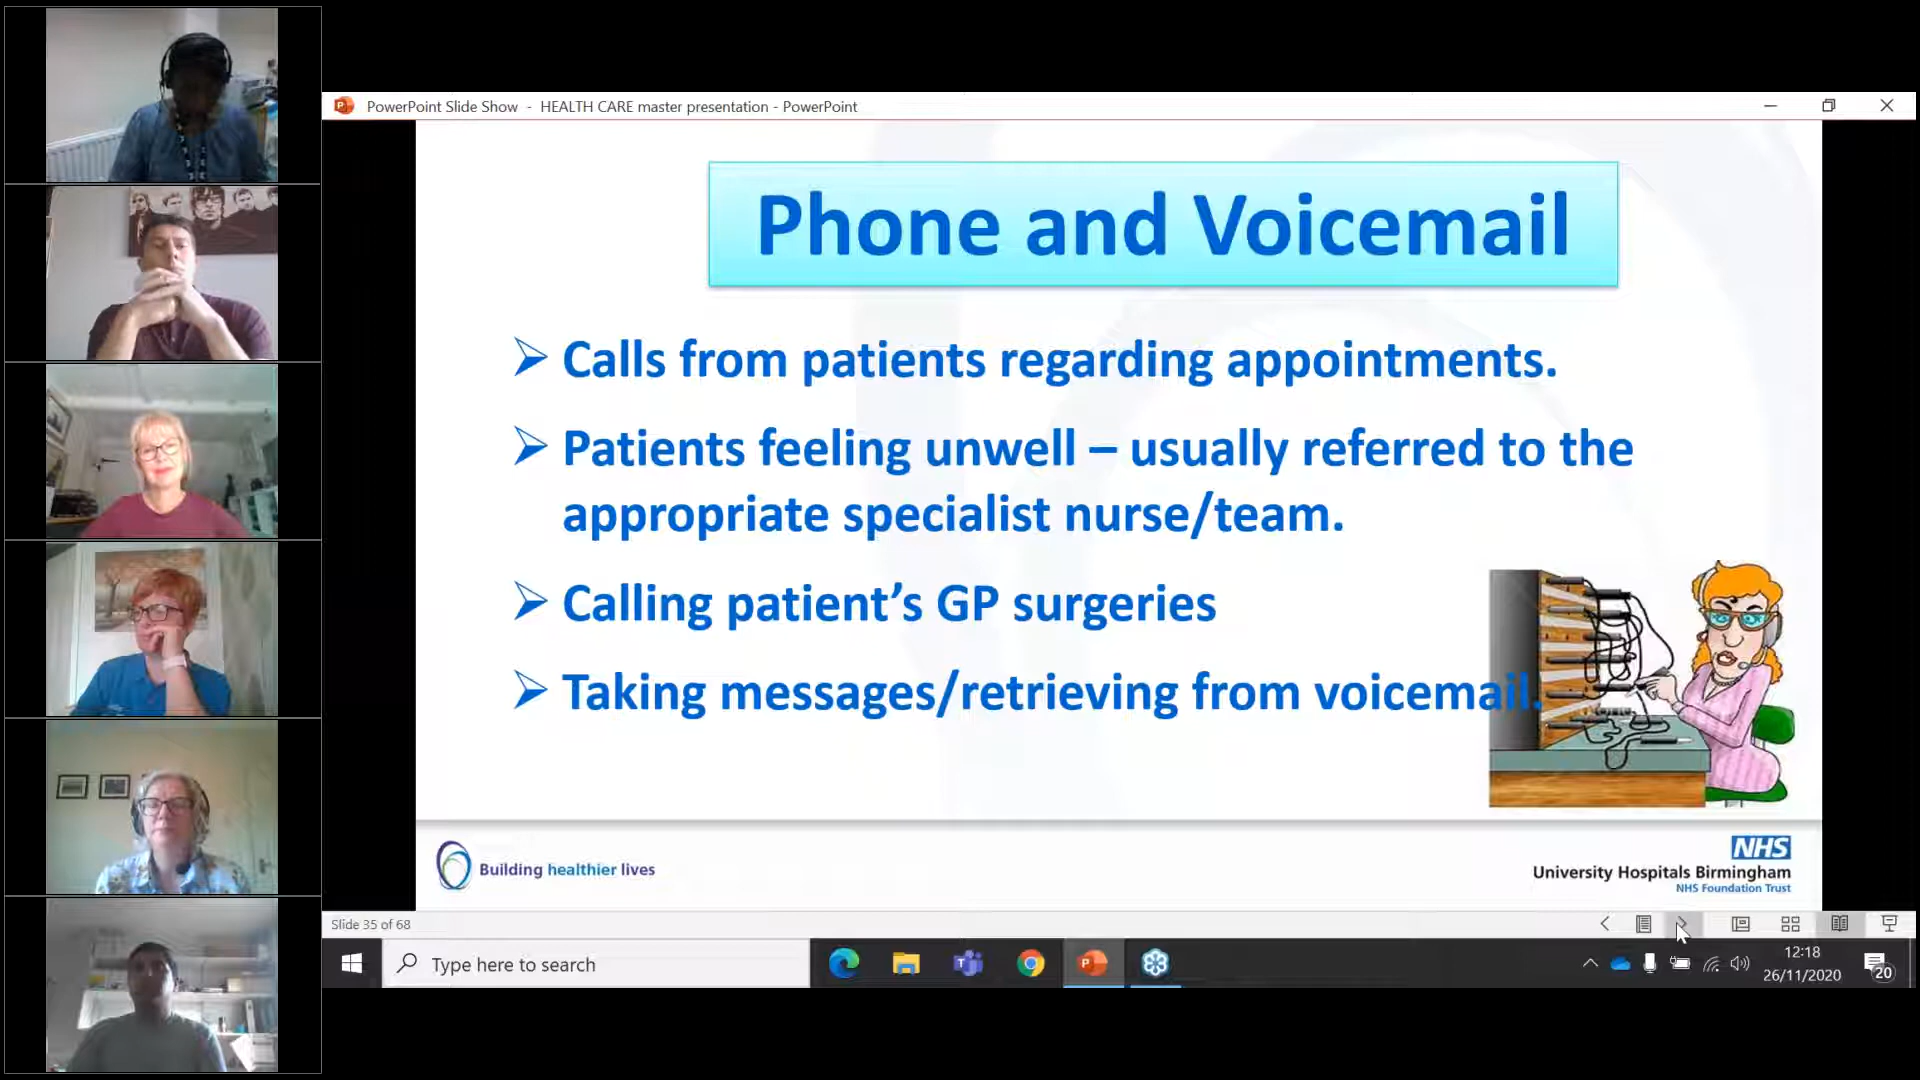 PowerPoint Slide Show - HEALTH CARE master presentation - PowerPoint
Phone and Voicemail
Calls from patients regarding appointments.
Patients feeling unwell – usually referred to the
appropriate specialist nurse/team.
Calling patient’s GP surgeries
Taking messages/retrieving from voicemail.
Building healthier lives
NHS
University Hospitals Birmingham
NHS Foundation Trust
Slide 35 of 68
Type here to search
12:18
26/11/2020
20